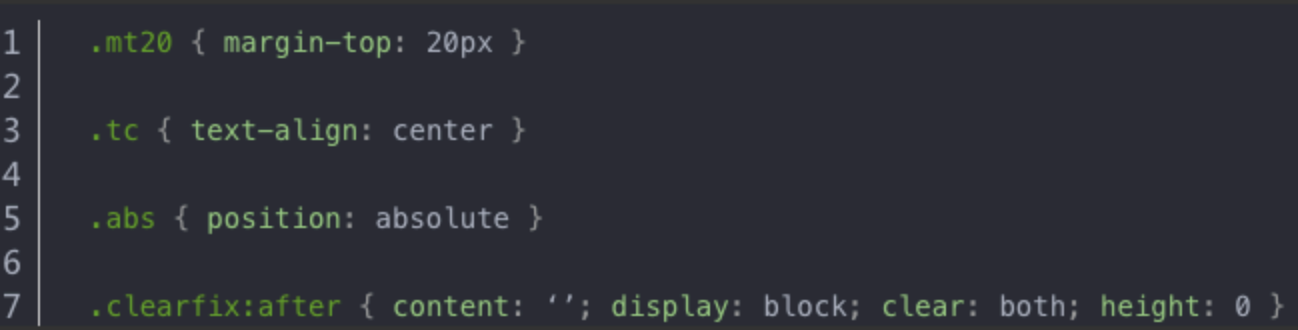 1 .mt20 { margin-top: 20px }
2
3 .tc { text-align: center }
4
5 .abs { position: absolute }
6
7 .clearfix:after { content: ‘’; display: block; clear: both; height: 0 }